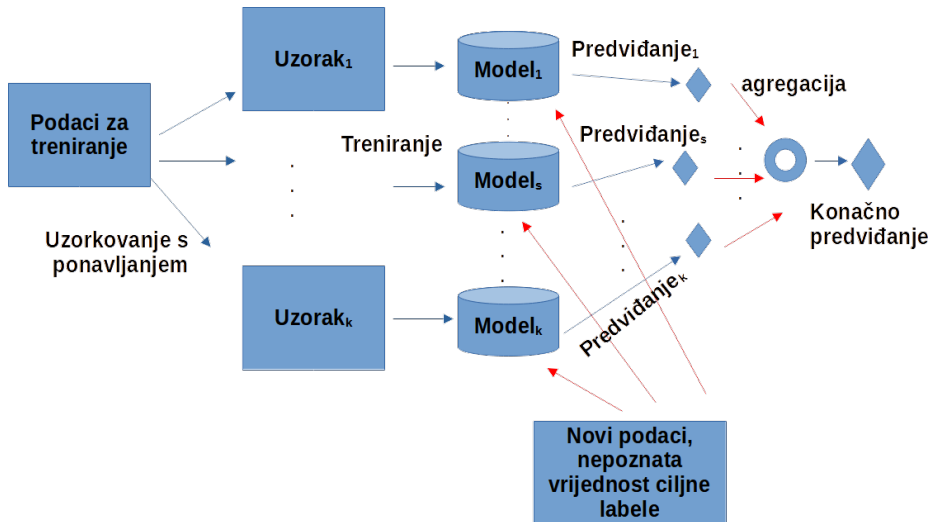 Podaci za
treniranje
Uzorkovanje s
ponavljanjem
Uzorak₁
Uzorakₖ
Treniranje
Model₁
Modelₛ
Modelₖ
Predviđanje₁
Predviđanjeₛ
Predviđanjeₖ
agregacija
Konačno
predviđanje
Novi podaci,
nepoznata
vrijednost ciljne
labele